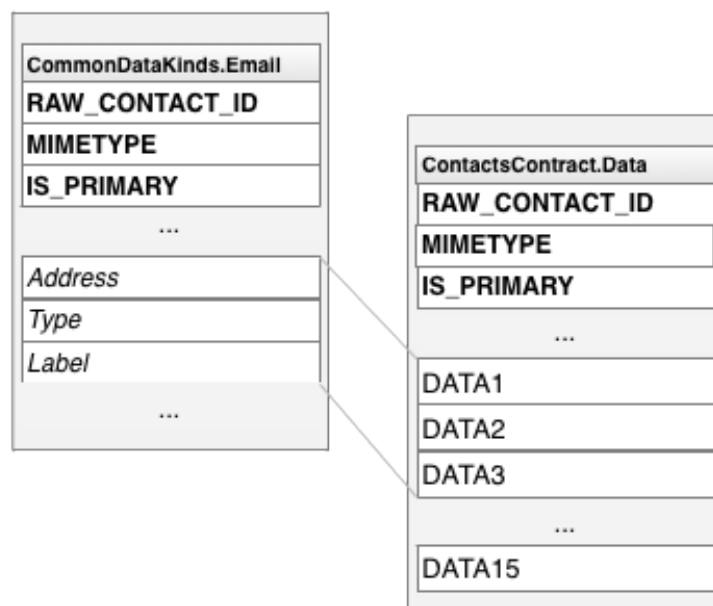 CommonDataKinds.Email
RAW_CONTACT_ID
MIMETYPE
IS_PRIMARY
...
Address
Type
Label
...
ContactsContract.Data
RAW_CONTACT_ID
MIMETYPE
IS_PRIMARY
...
DATA1
DATA2
DATA3
...
DATA15